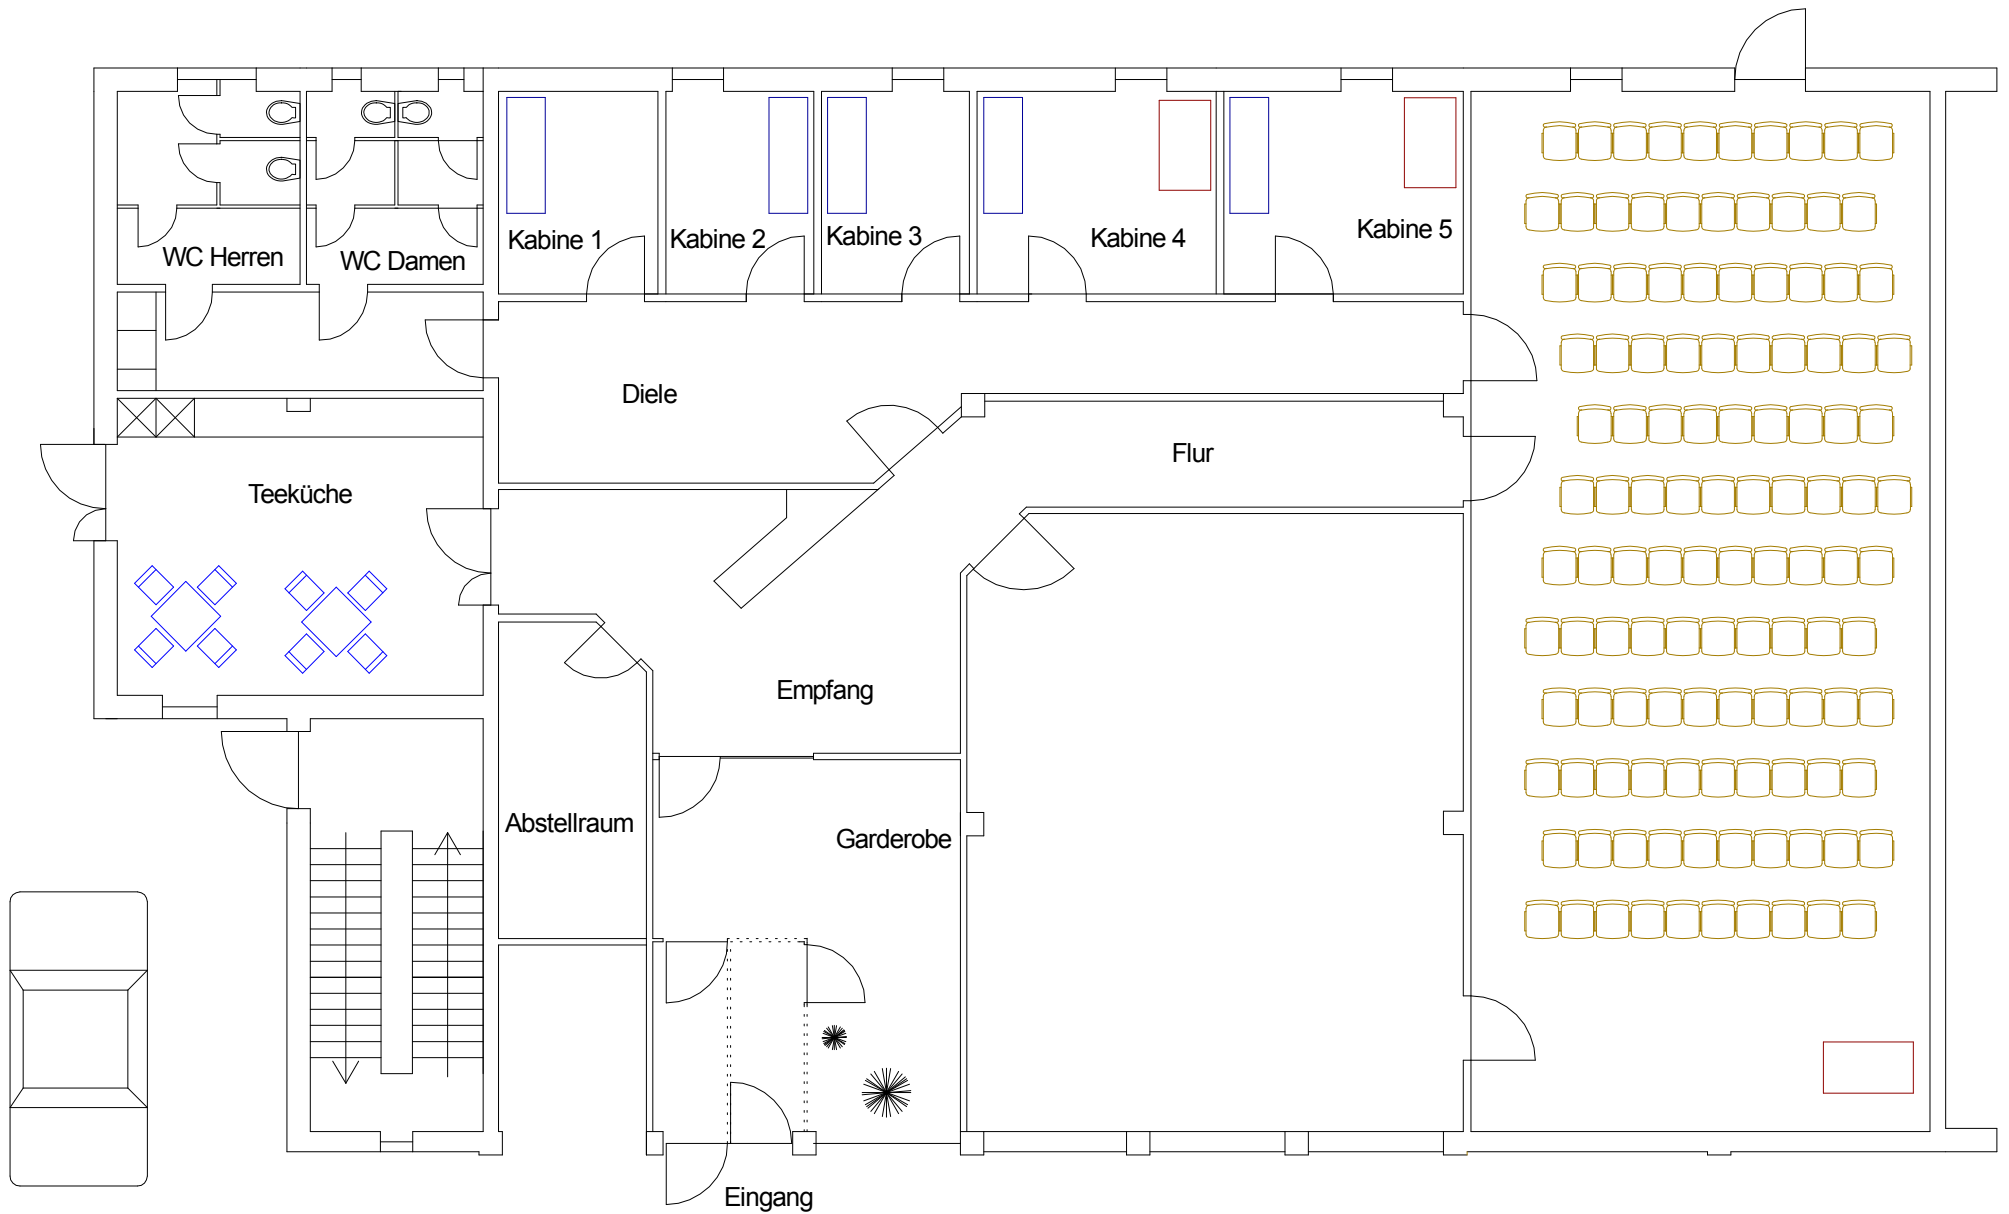 Kabine 1
Kabine 2
Kabine 3
Kabine 4
Kabine 5
WC Herren
WC Damen
Diele
Flur
Teeküche
Empfang
Abstellraum
Garderobe
Eingang